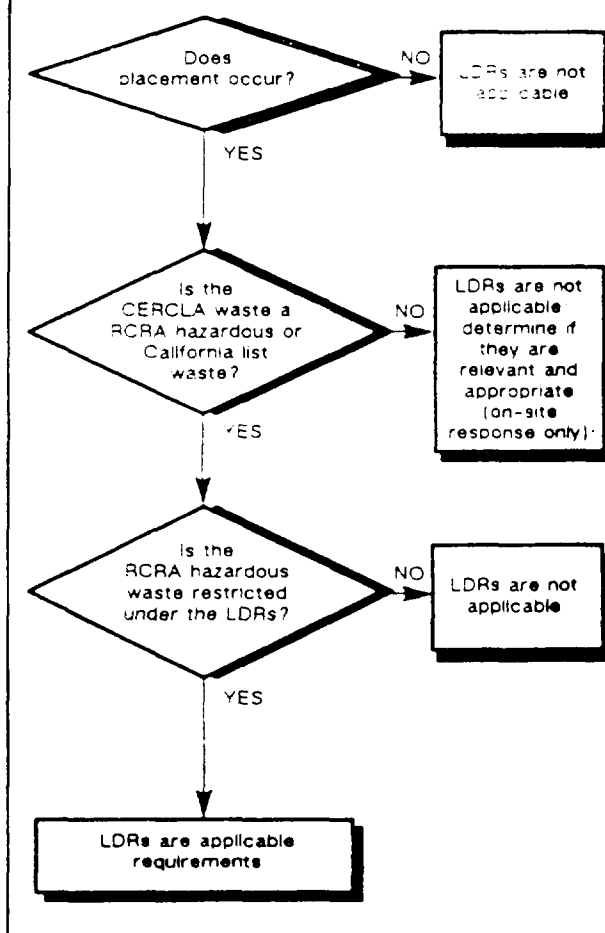 Does
placement occur?
NO
LDRs are not
applicable
YES
Is the
CERCLA waste a
RCRA hazardous or
California list
waste?
NO
LDRs are not
applicable
determine if
they are
relevant and
appropriate
(on-site
response only)
YES
Is the
RCRA hazardous
waste restricted
under the LDRs?
NO
LDRs are not
applicable
YES
LDRs are applicable
requirements